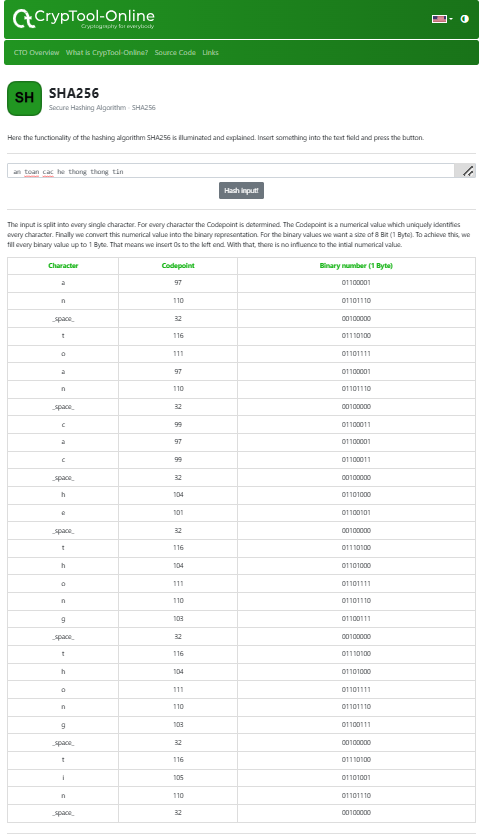 CrypTool-Online
Cryptography for everybody
CTO Overview What is CrypTool-Online? Source Code Links
SH
SHA256
Secure Hashing Algorithm · SHA256
Here the functionality of the hashing algorithm SHA256 is illuminated and explained. Insert something into the text field and press the button.
an toan cac he thong thong tin
Hash input!
The input is split into every single character. For every character the Codepoint is determined. The Codepoint is a numerical value which uniquely identifies
every character. Finally we convert this numerical value into the binary representation. For the binary values we want a size of 8 Bit (1 Byte). To achieve this, we
fill every binary value up to 1 Byte. That means we insert 0s to the left end. With that, there is no influence to the intial numerical value.
Character Codepoint Binary number (1 Byte)
a 97 01100001
n 110 01101110
_space_ 32 00100000
t 116 01110100
o 111 01101111
a 97 01100001
n 110 01101110
_space_ 32 00100000
c 99 01100011
a 97 01100001
c 99 01100011
_space_ 32 00100000
h 104 01101000
e 101 01100101
_space_ 32 00100000
t 116 01110100
h 104 01101000
o 111 01101111
n 110 01101110
g 103 01100111
_space_ 32 00100000
t 116 01110100
h 104 01101000
o 111 01101111
n 110 01101110
g 103 01100111
_space_ 32 00100000
t 116 01110100
i 105 01101001
n 110 01101110
_space_ 32 00100000